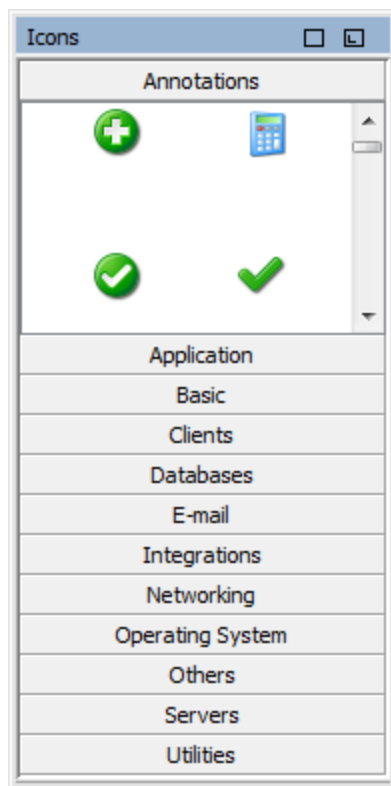 Icons
Annotations
Application
Basic
Clients
Databases
E-mail
Integrations
Networking
Operating System
Others
Servers
Utilities